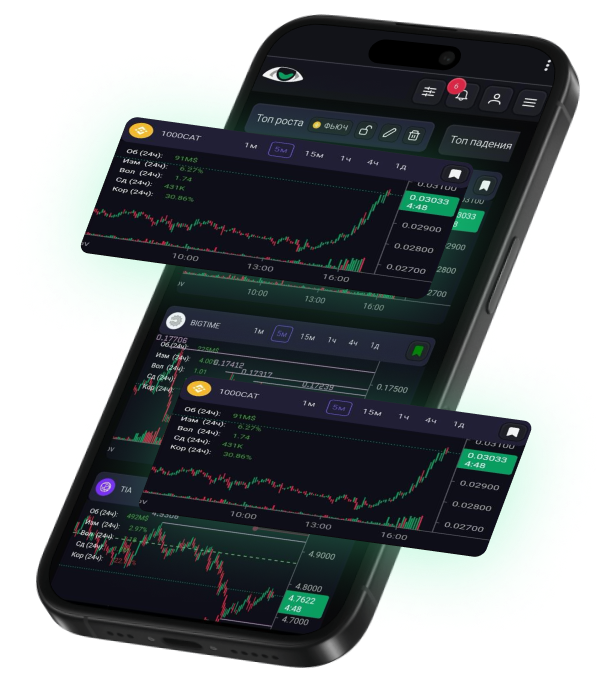 6
Топ роста ФЬЮЧ
Топ падения
1000CAT 1м 5м 15м 1ч 4ч 1д
Об (24ч): 91M$
Изм (24ч): 6.27%
Вол (24ч): 1.74
Сд (24ч): 431K
Кор (24ч): 30.86%
0.03100
0.03033
4:48
0.02900
0.02800
0.02700
10:00 13:00 16:00
3100
3033
8
2900
2800
2700
10:00 13:00 16:00
BIGTIME 1м 5м 15м 1ч 4ч 1д
0.17706
Об (24ч): 225M$
Изм (24ч): 4.00%
Вол (24ч): 1.01
Сд (24ч):
Кор (24ч):
0.17412
0.17317
0.17239
0.17500
1000CAT 1м 5м 15м 1ч 4ч 1д
Об (24ч): 91M$
Изм (24ч): 6.27%
Вол (24ч): 1.74
Сд (24ч): 431K
Кор (24ч): 30.86%
0.03100
0.03033
4:48
0.02900
0.02800
0.02700
10:00 13:00 16:00
TIA
Об (24ч): 492M$
Изм (24ч): 2.97%
Вол (24ч):
Сд (24ч):
Кор (24ч):
4.9000
4.8000
4.7622
4:48
4.7000